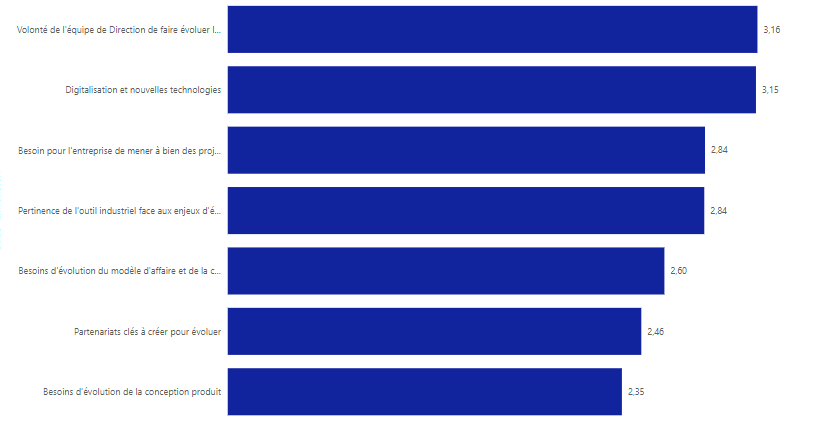 Volonté de l'équipe de Direction de faire évoluer l... 3,16
Digitalisation et nouvelles technologies 3,15
Besoin pour l'entreprise de mener à bien des proj... 2,84
Pertinence de l'outil industriel face aux enjeux d'é... 2,84
Besoins d'évolution du modèle d'affaire et de la c... 2,60
Partenariats clés à créer pour évoluer 2,46
Besoins d'évolution de la conception produit 2,35